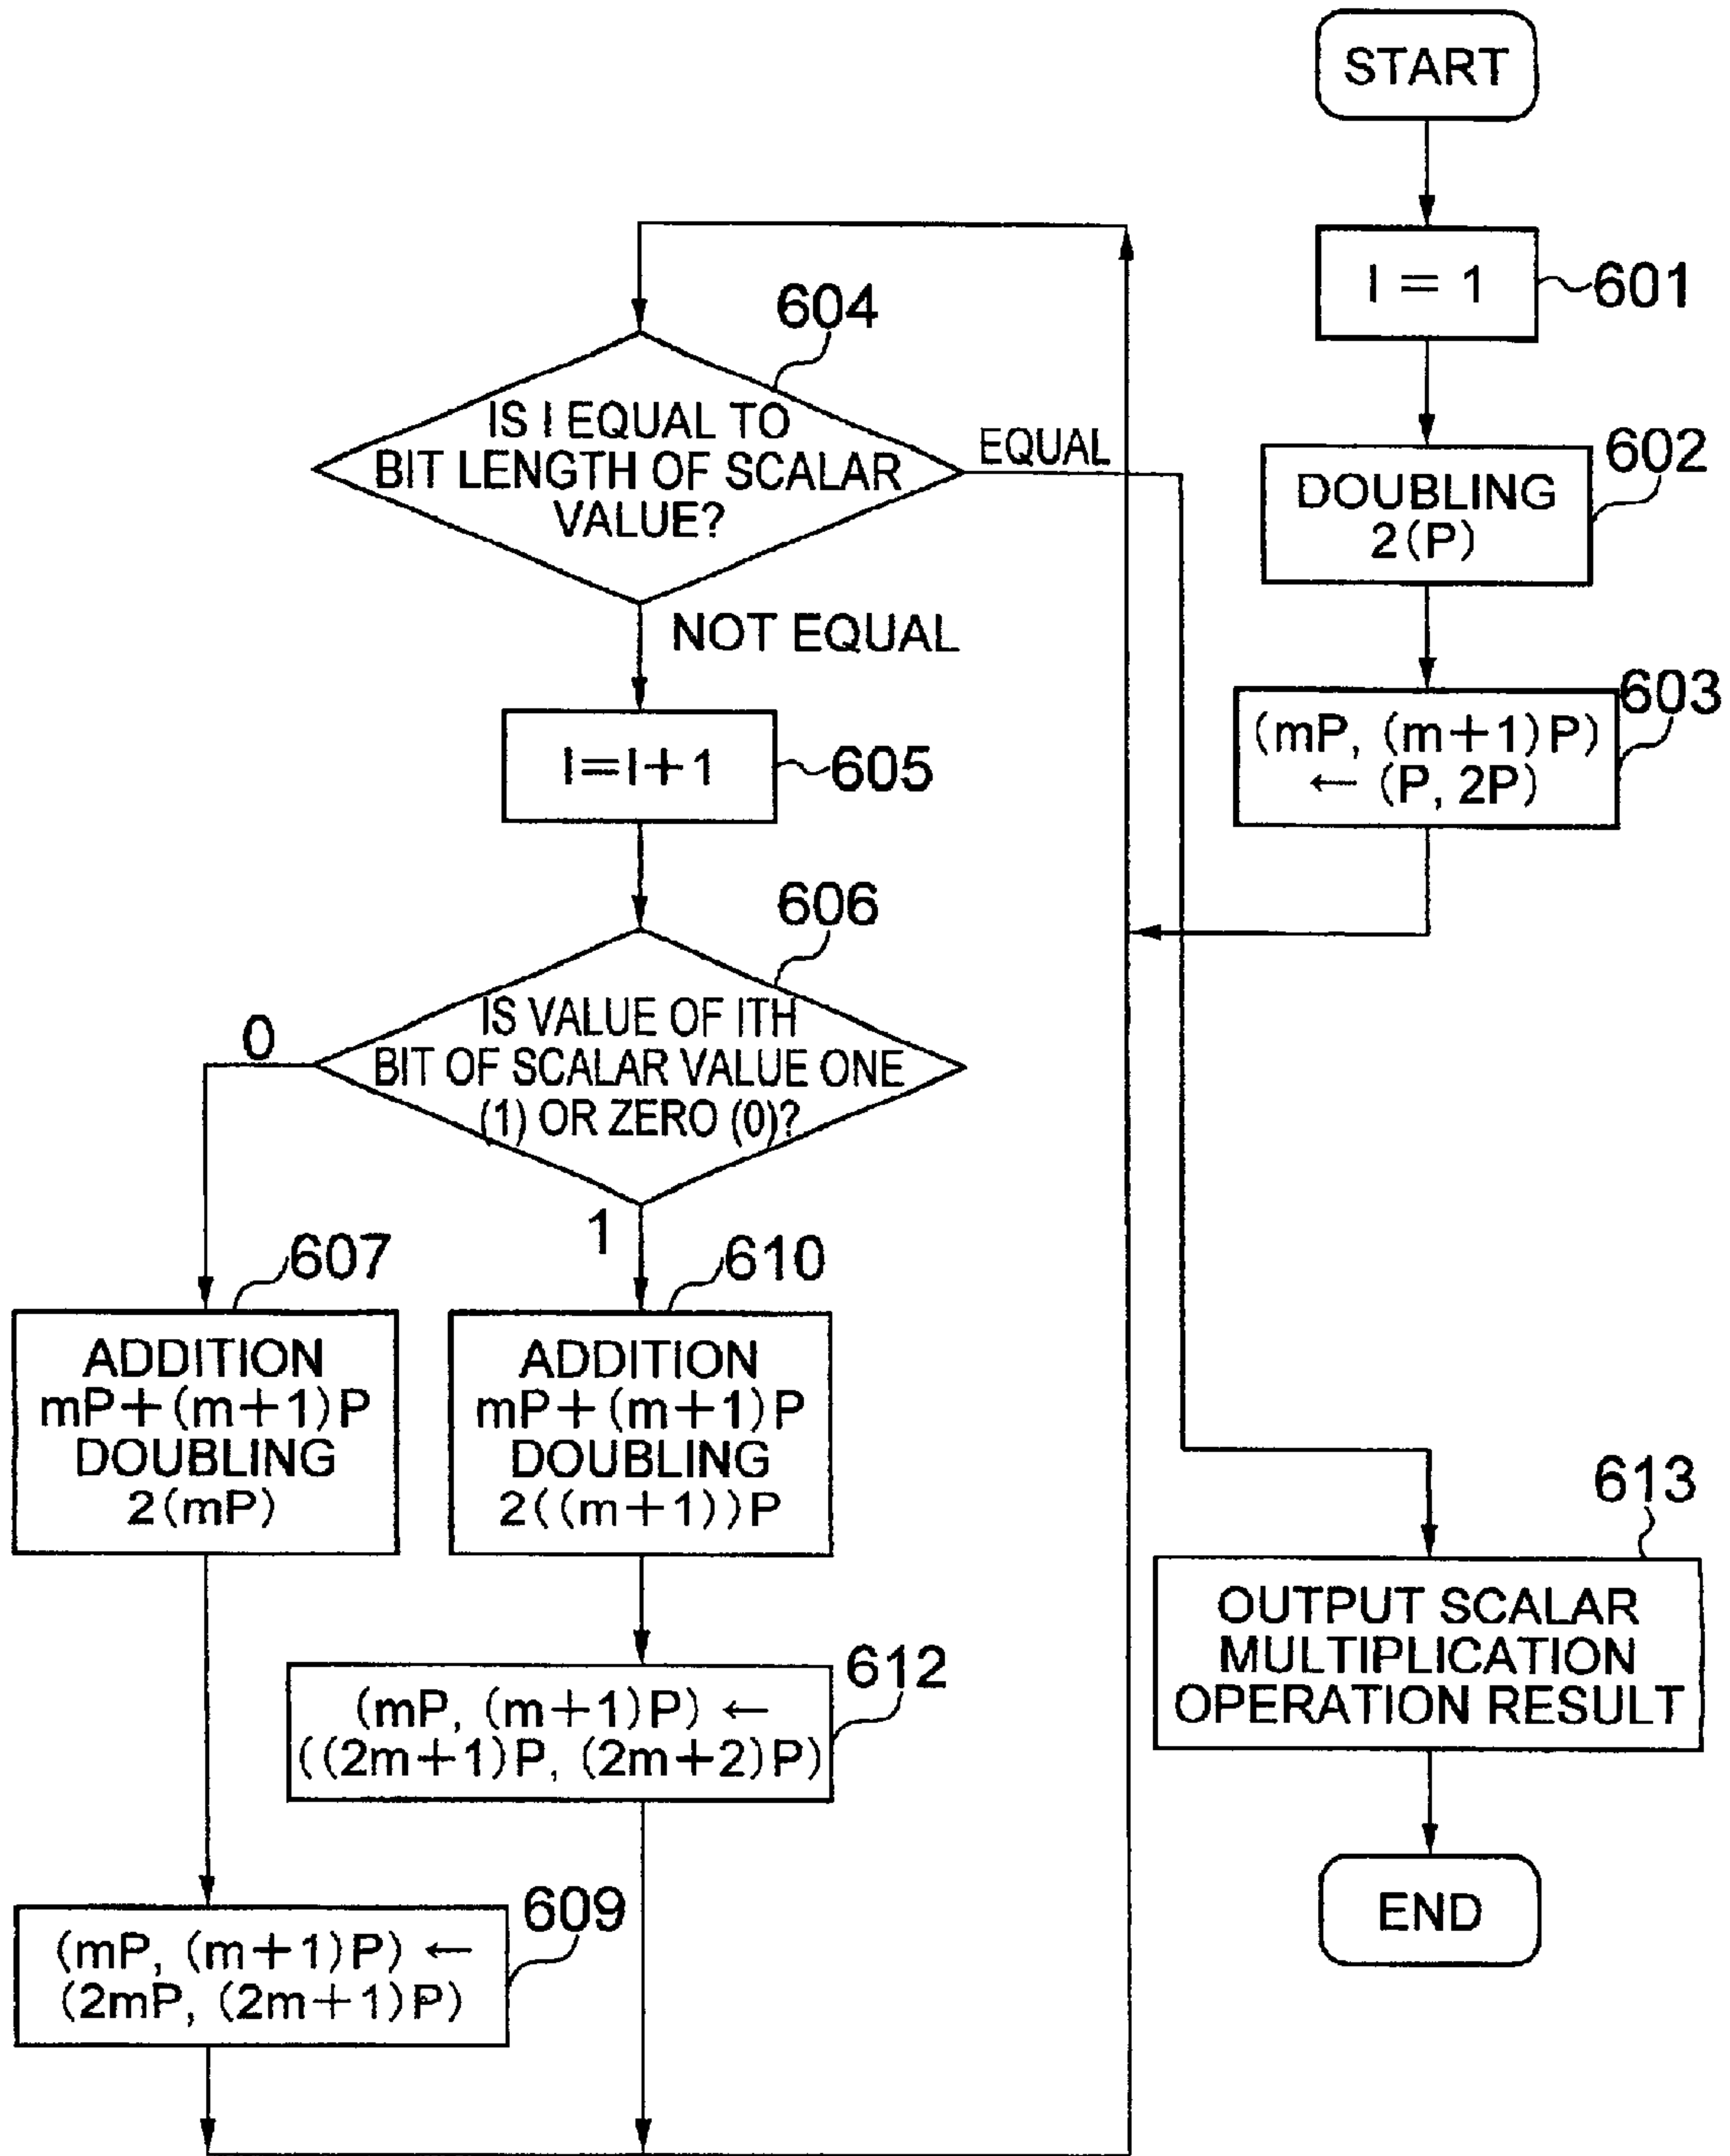 START
I = 1
601
DOUBLING
2(P)
602
(mP, (m+1)P)
← (P, 2P)
603
604
IS I EQUAL TO
BIT LENGTH OF SCALAR
VALUE?
EQUAL
NOT EQUAL
I=I+1
605
606
IS VALUE OF ITH
BIT OF SCALAR VALUE ONE
(1) OR ZERO (0)?
0
1
607
ADDITION
mP+(m+1)P
DOUBLING
2(mP)
610
ADDITION
mP+(m+1)P
DOUBLING
2((m+1))P
612
(mP, (m+1)P) ←
((2m+1)P, (2m+2)P)
609
(mP, (m+1)P) ←
(2mP, (2m+1)P)
613
OUTPUT SCALAR
MULTIPLICATION
OPERATION RESULT
END